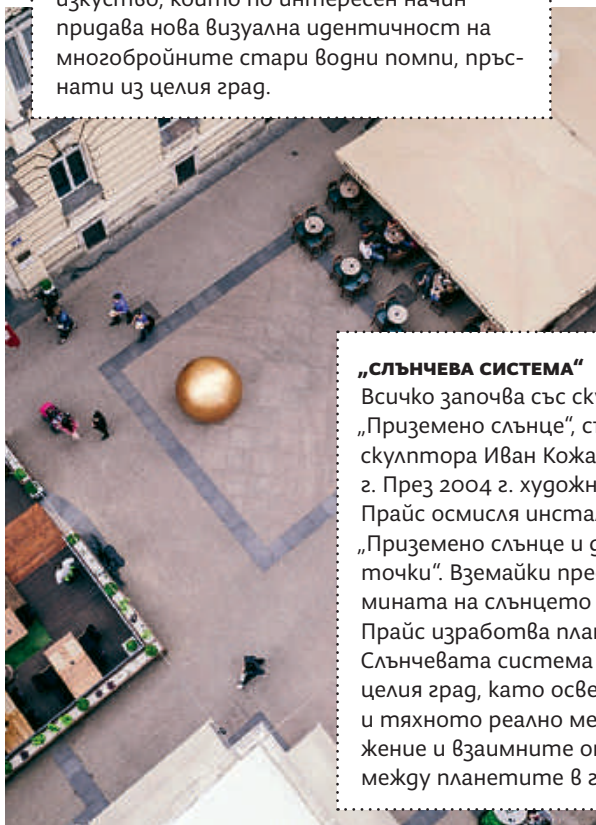 изкуство, които по интересен начин
придава нова визуална идентичност на
многобройните стари водни помпи, пръс-
нати из целия град.
„СЛЪНЧЕВА СИСТЕМА“
Всичко започва със
„Приземено слънце“,
скулптора Иван
г. През 2004 г.
Прайс осмисля
„Приземено слънце и
точки“. Вземайки
мината на слънцето
Прайс изработва
Слънчевата система
целия град, като
и тяхното реално
жение и взаимните
между планетите в